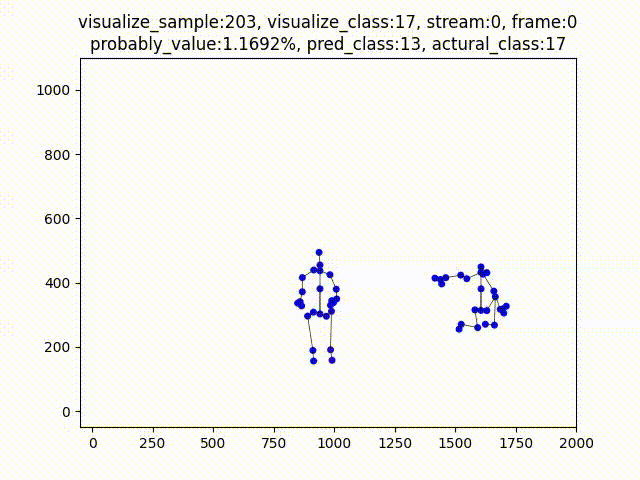 visualize_sample:203, visualize_class:17, stream:0, frame:0
probably_value:1.1692%, pred_class:13, actural_class:17
1000
800
600
400
200
0
0 250 500 750 1000 1250 1500 1750 2000